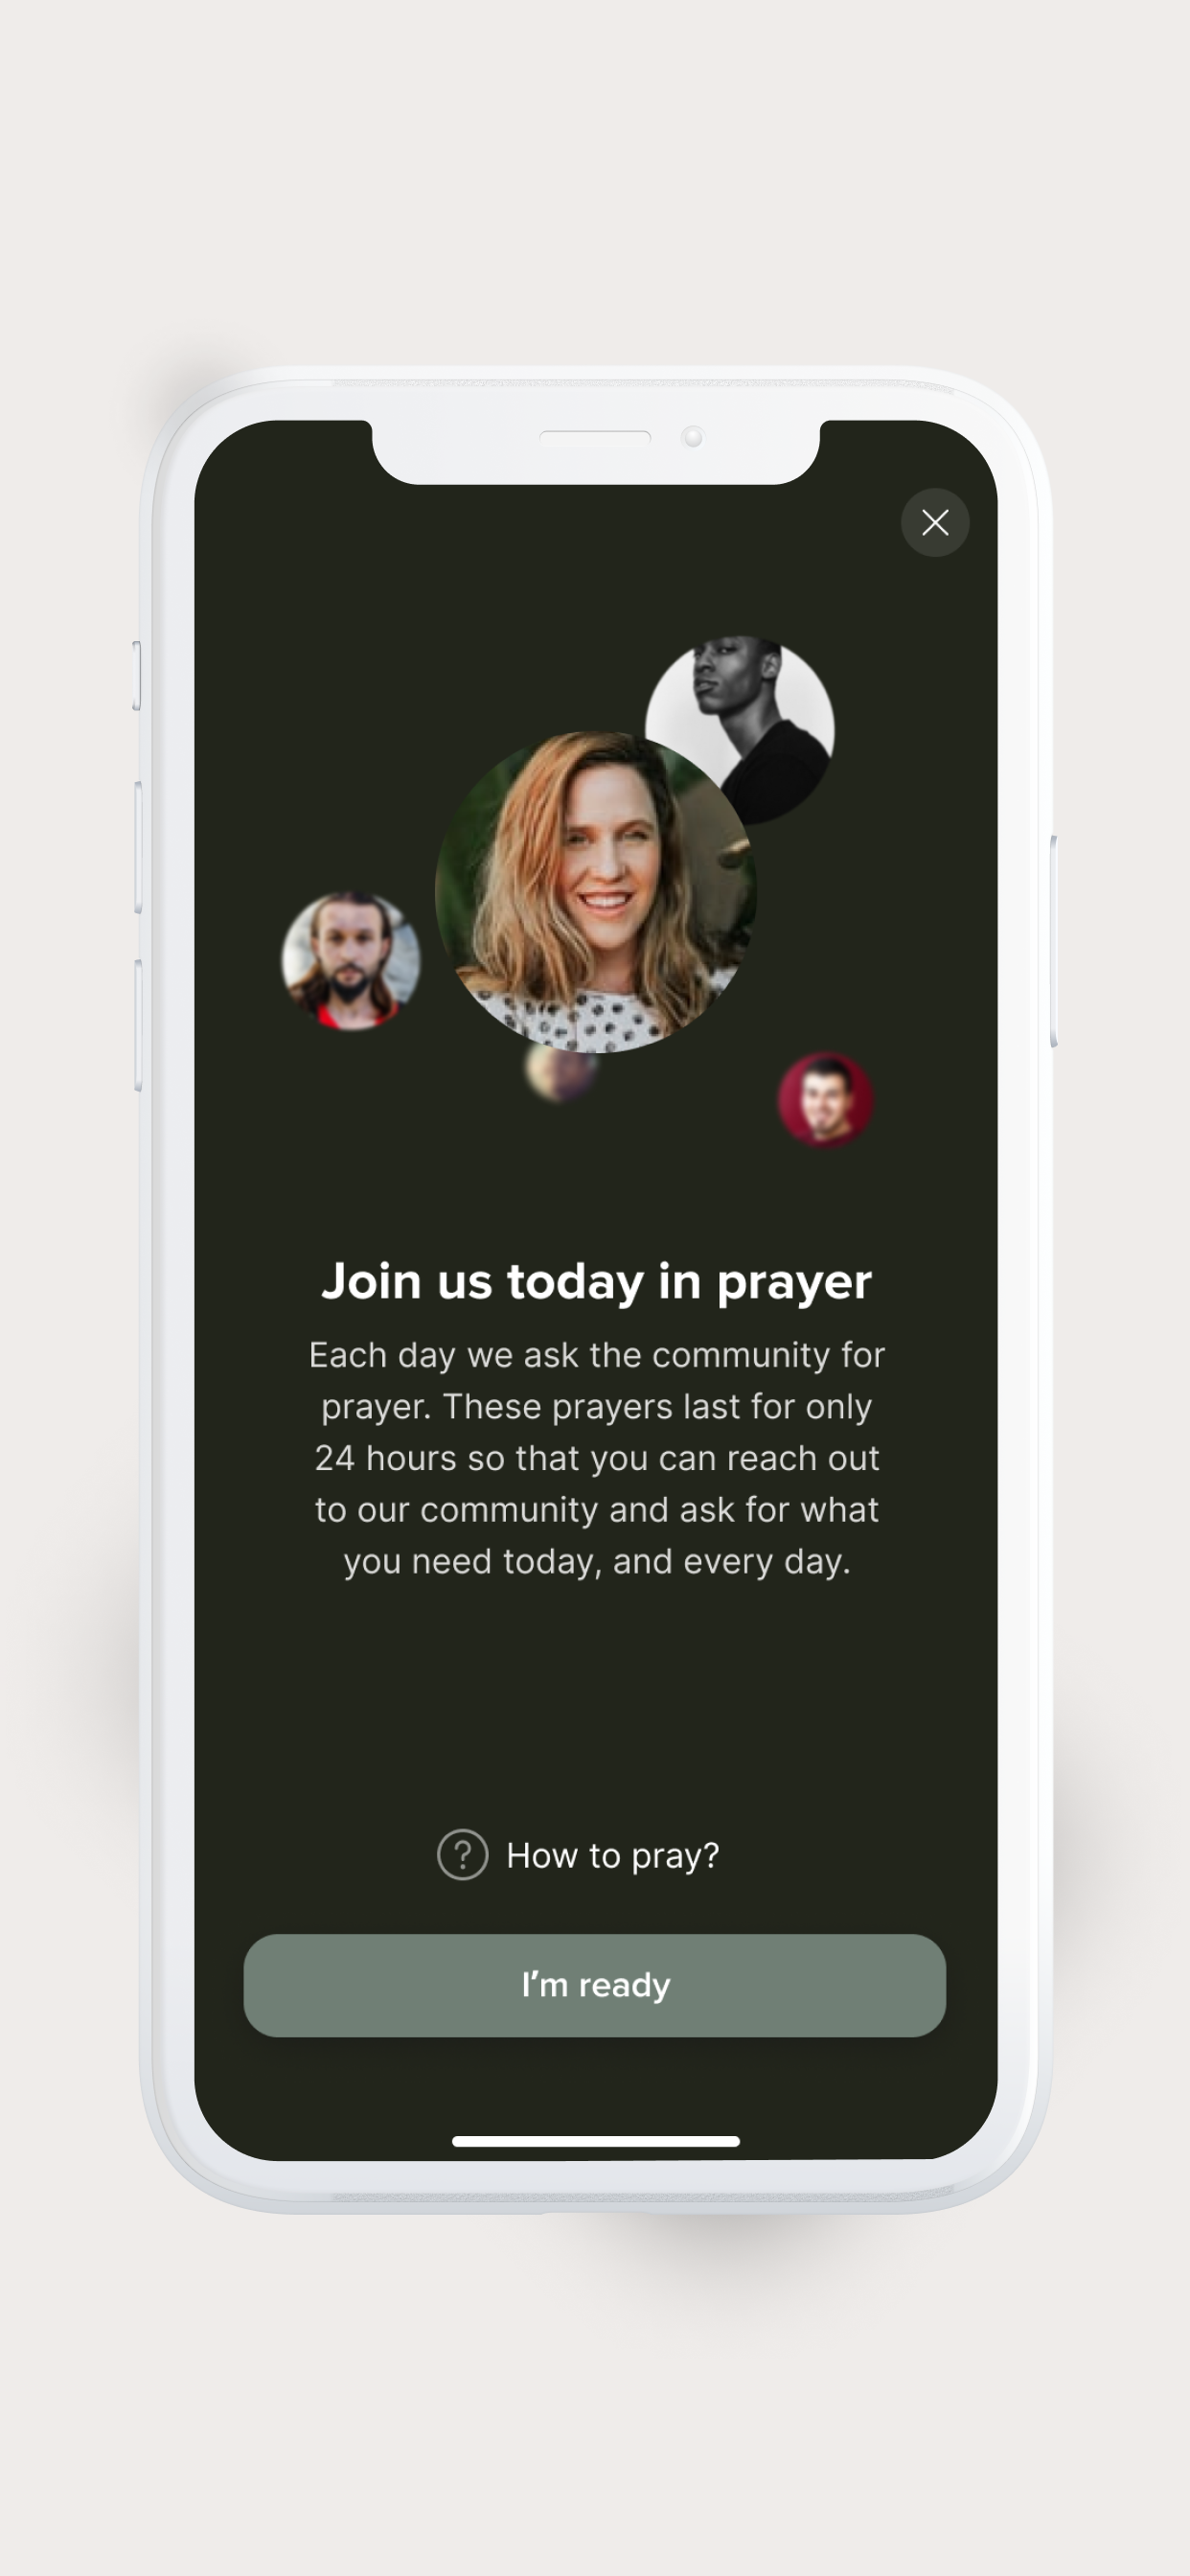 Join us today in prayer
Each day we ask the community for
prayer. These prayers last for only
24 hours so that you can reach out
to our community and ask for what
you need today, and every day.
? How to pray?
I'm ready